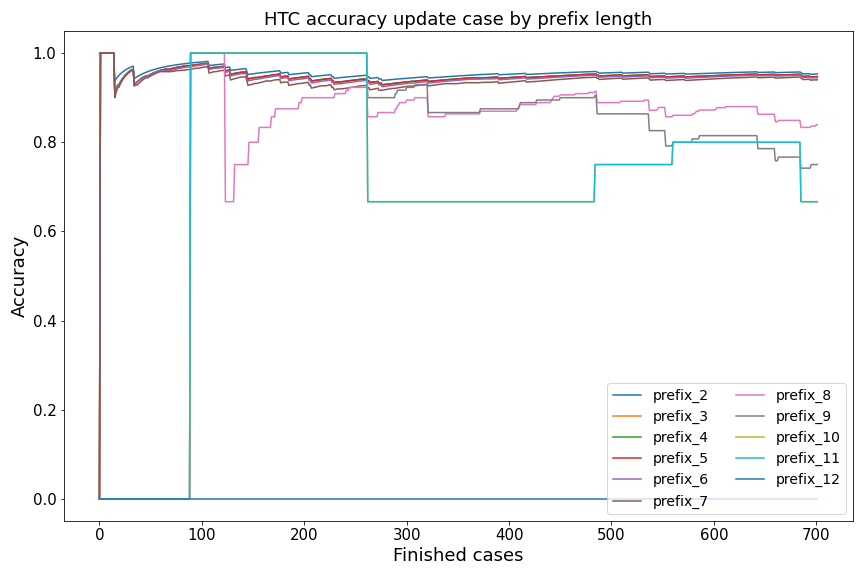 HTC accuracy update case by prefix length
Accuracy
1.0
0.8
0.6
0.4
0.2
0.0
0 100 200 300 400 500 600 700
Finished cases
prefix_2
prefix_3
prefix_4
prefix_5
prefix_6
prefix_7
prefix_8
prefix_9
prefix_10
prefix_11
prefix_12